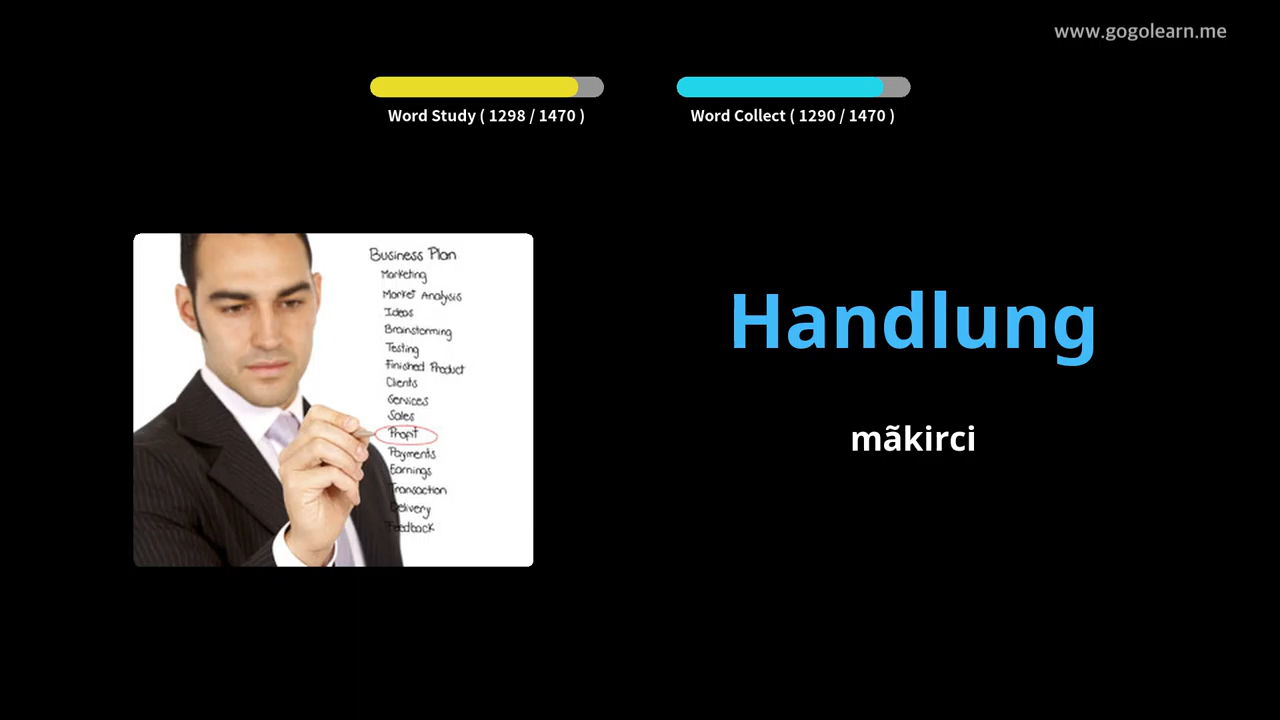 www.gogolearn.me
Word Study ( 1298 / 1470 )
Word Collect ( 1290 / 1470 )
Business Plan
Marketing
Market Analysis
Ideas
Brainstorming
Testing
Finished Product
Clients
Services
Sales
Profit
Payments
Earnings
Transaction
Delivery
Feedback
Handlung
mãkirci